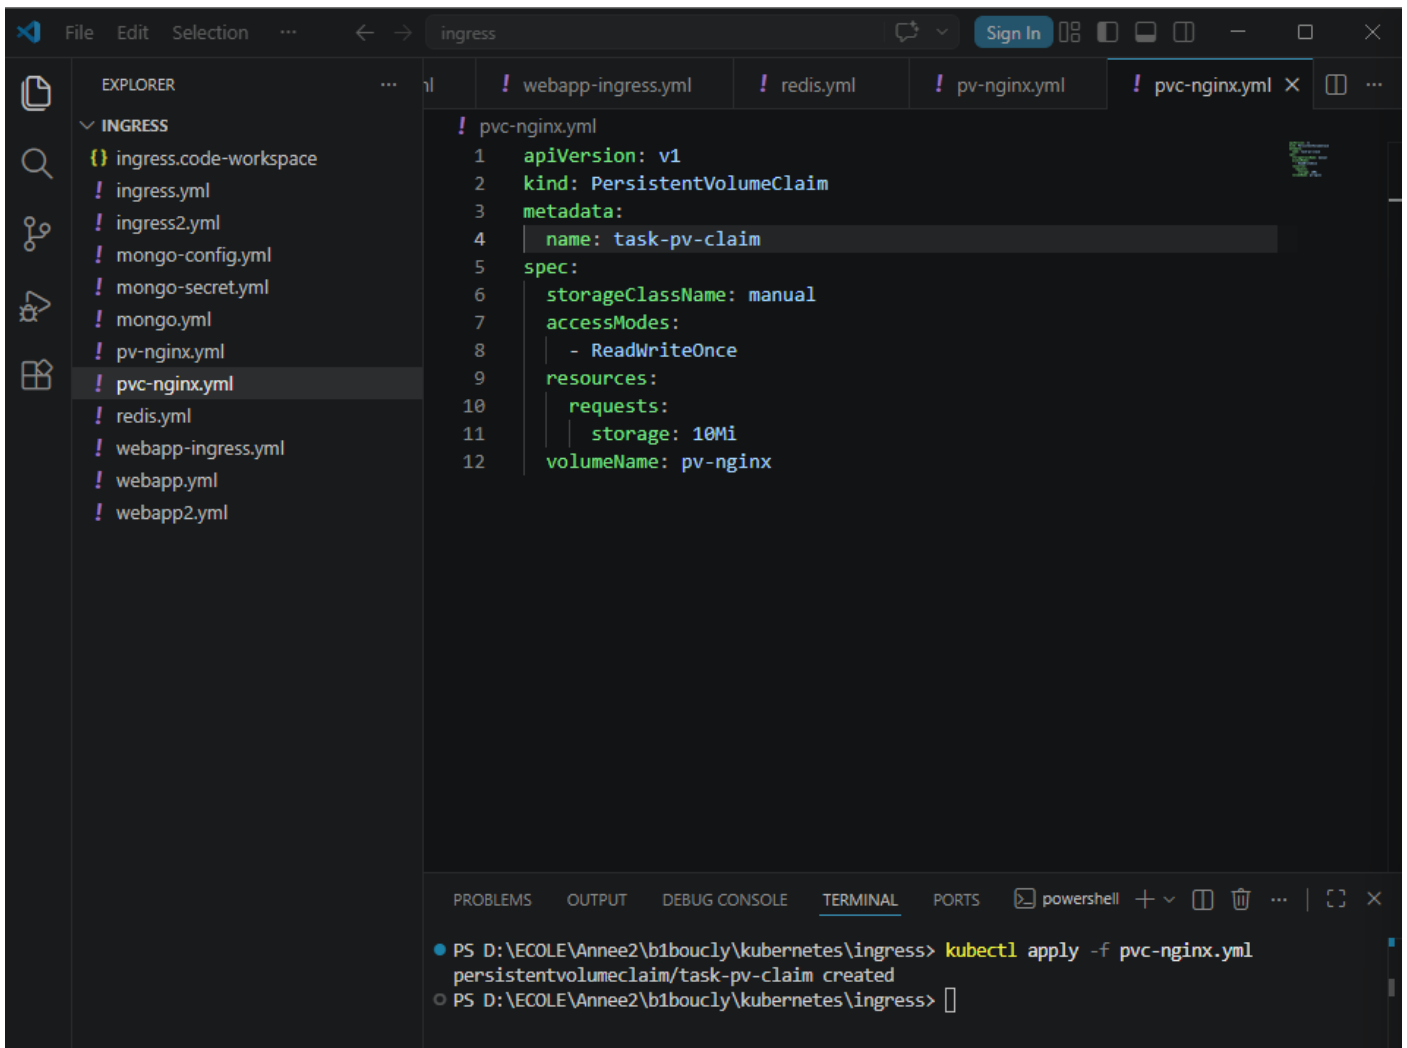 File Edit Selection ··· ingress Sign In
EXPLORER ···
INGRESS
{} ingress.code-workspace
! ingress.yml
! ingress2.yml
! mongo-config.yml
! mongo-secret.yml
! mongo.yml
! pv-nginx.yml
! pvc-nginx.yml
! redis.yml
! webapp-ingress.yml
! webapp.yml
! webapp2.yml
! webapp-ingress.yml ! redis.yml ! pv-nginx.yml ! pvc-nginx.yml ···
! pvc-nginx.yml
1 apiVersion: v1
2 kind: PersistentVolumeClaim
3 metadata:
4 name: task-pv-claim
5 spec:
6 storageClassName: manual
7 accessModes:
8 - ReadWriteOnce
9 resources:
10 requests:
11 storage: 10Mi
12 volumeName: pv-nginx
PROBLEMS OUTPUT DEBUG CONSOLE TERMINAL PORTS powershell ···
PS D:\ECOLE\Annee2\b1boucly\kubernetes\ingress> kubectl apply -f pvc-nginx.yml
persistentvolumeclaim/task-pv-claim created
PS D:\ECOLE\Annee2\b1boucly\kubernetes\ingress>